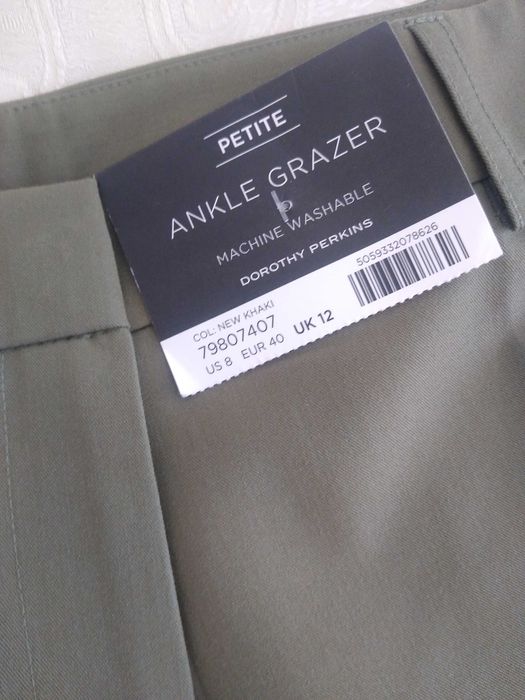 PETITE
ANKLE GRAZER
MACHINE WASHABLE
DOROTHY PERKINS
5059332078626
COL: NEW KHAKI
79807407
US 8 EUR 40 UK 12